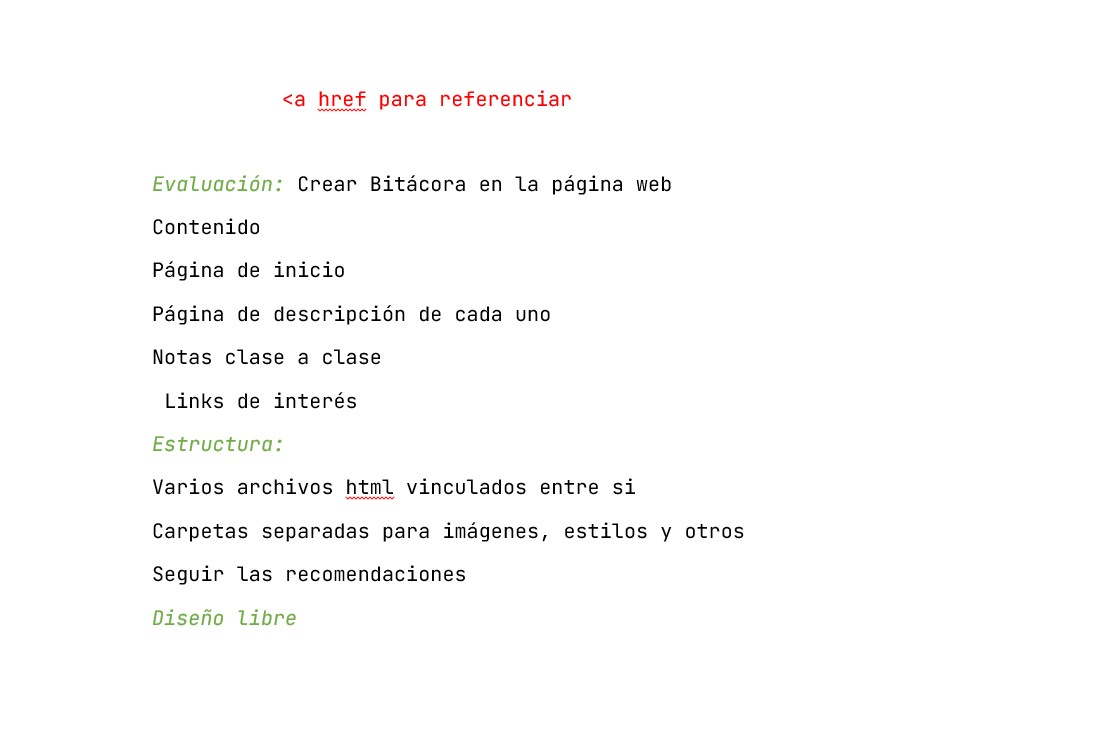 <a href para referenciar
Evaluación: Crear Bitácora en la página web
Contenido
Página de inicio
Página de descripción de cada uno
Notas clase a clase
Links de interés
Estructura:
Varios archivos html vinculados entre si
Carpetas separadas para imágenes, estilos y otros
Seguir las recomendaciones
Diseño libre